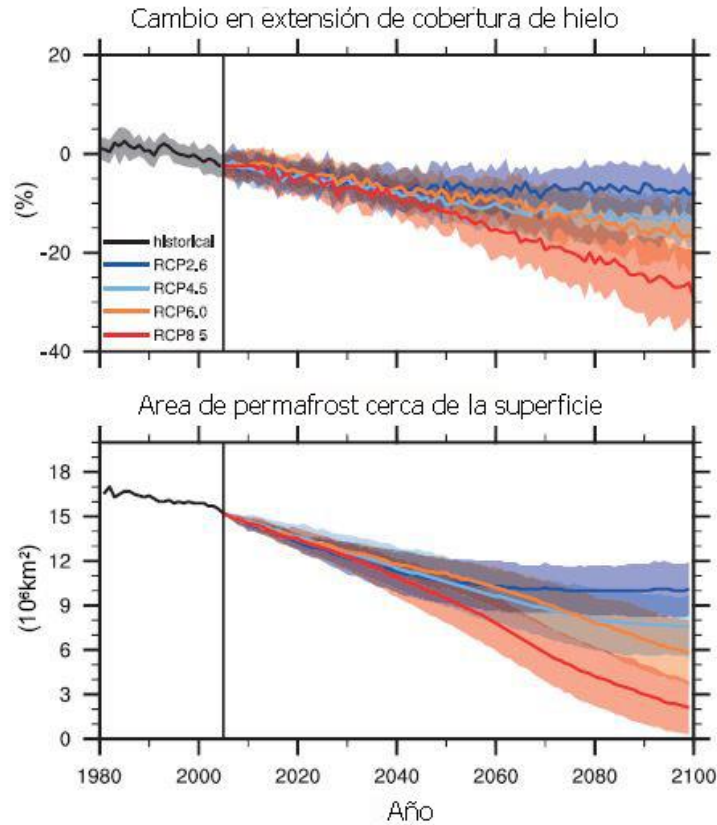 Cambio en extensión de cobertura de hielo
20
0
-20
-40
(%)
historical
RCP2.6
RCP4.5
RCP6.0
RCP8 5
Area de permafrost cerca de la superficie
18
15
12
9
6
3
0
(10⁶km²)
1980 2000 2020 2040 2060 2080 2100
Año